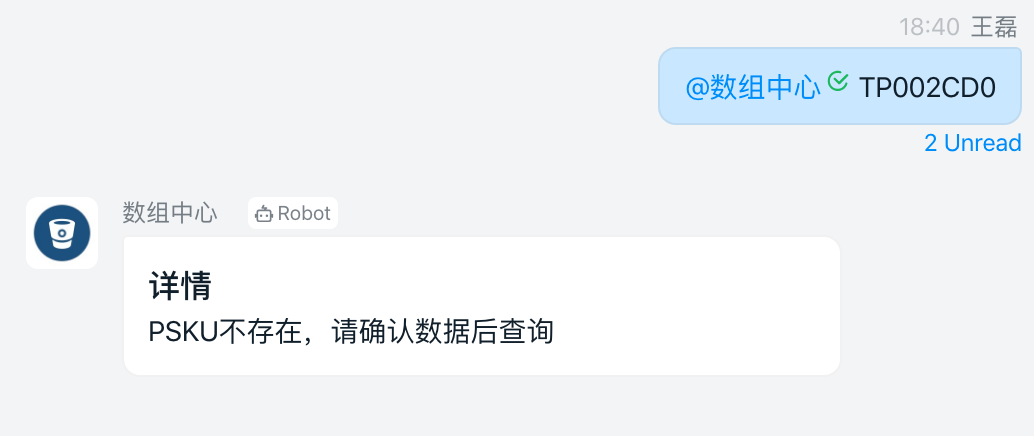 18:40 王磊
@数组中心 TP002CD0
2 Unread
数组中心 Robot
详情
PSKU不存在，请确认数据后查询